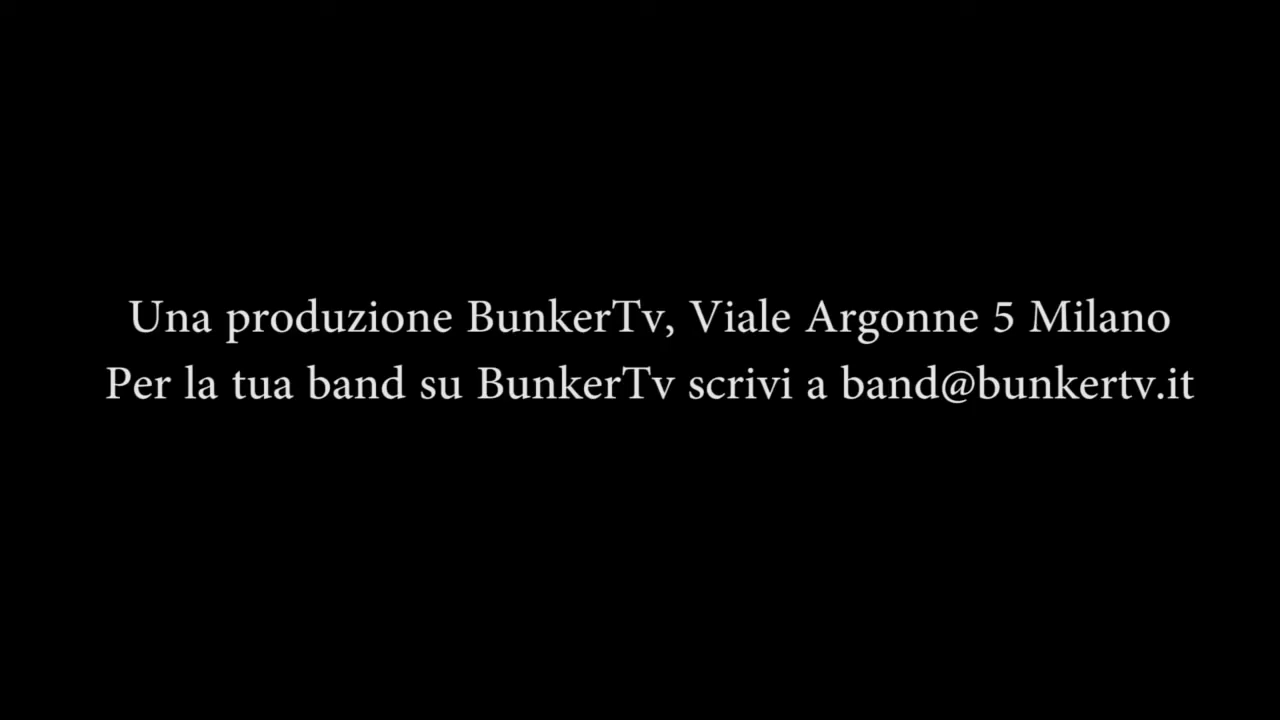 Una produzione BunkerTv, Viale Argonne 5 Milano
Per la tua band su BunkerTv scrivi a band@bunkertv.it